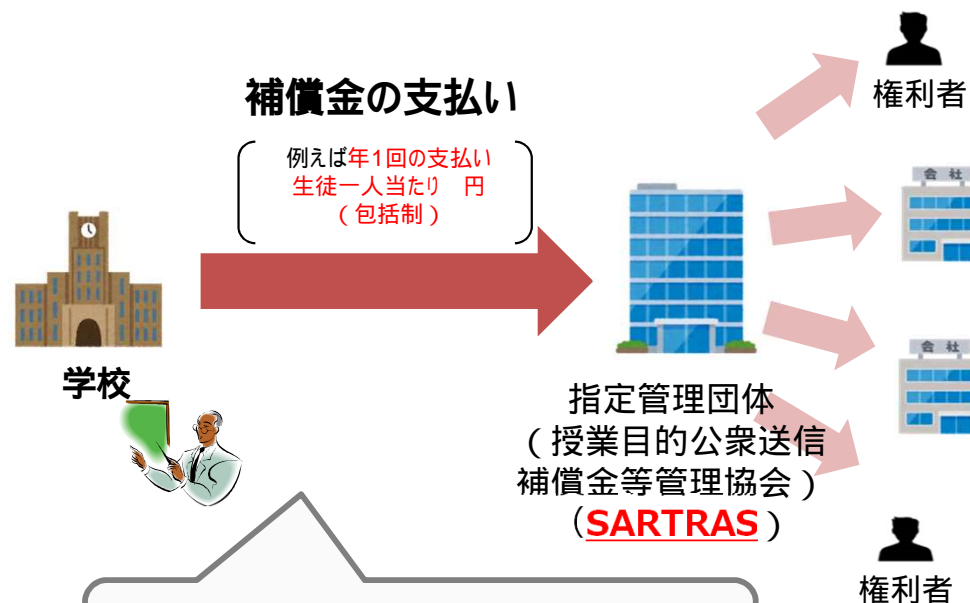 補償金の支払い
例えば年1回の支払い
生徒一人当たり 円
(包括制)
学校
指定管理団体
(授業目的公衆送信
補償金等管理協会)
(SARTRAS)
権利者
会 社
会 社
権利者